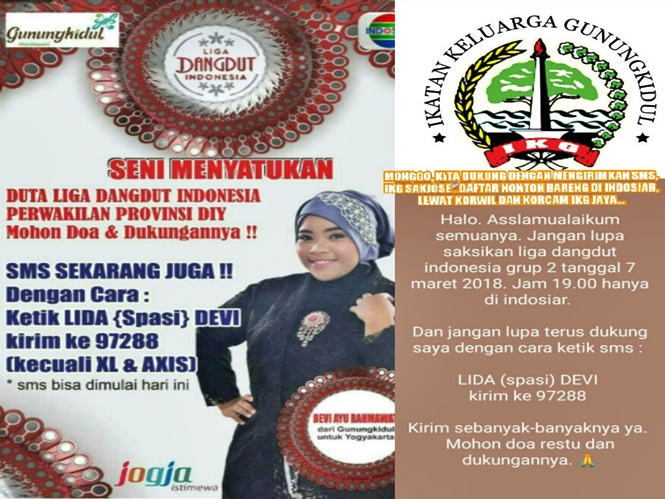 Gunungkidul
INDOS
LIGA
DANGDUT
INDONESIA
SENI MENYATUKAN
DUTA LIGA DANGDUT INDONESIA
PERWAKILAN PROVINSI DIY
Mohon Doa & Dukungannya !!
SMS SEKARANG JUGA !!
Dengan Cara :
Ketik LIDA {Spasi} DEVI
kirim ke 97288
(kecuali XL & AXIS)
* sms bisa dimulai hari ini
DEVI AYU RAHMAWAT
dari Gunungkidul
untuk Yogyakarta
jogja
istimewa
IKATAN KELUARGA GUNUNGKIDUL
IKG
MONGGO, KITA DUKUNG DENGAN MENGIRIMKAN SMS,
DAFTAR NONTON BARENG DI INDOSIAR,
LEWAT KORWIL DAN KORCAM IKG JAYA...
Halo. Asslamualaikum
semuanya. Jangan lupa
saksikan liga dangdut
indonesia grup 2 tanggal 7
maret 2018. Jam 19.00 hanya
di indosiar.
Dan jangan lupa terus dukung
saya dengan cara ketik sms :
LIDA (spasi) DEVI
kirim ke 97288
Kirim sebanyak-banyaknya ya.
Mohon doa restu dan
dukungannya. 🙏